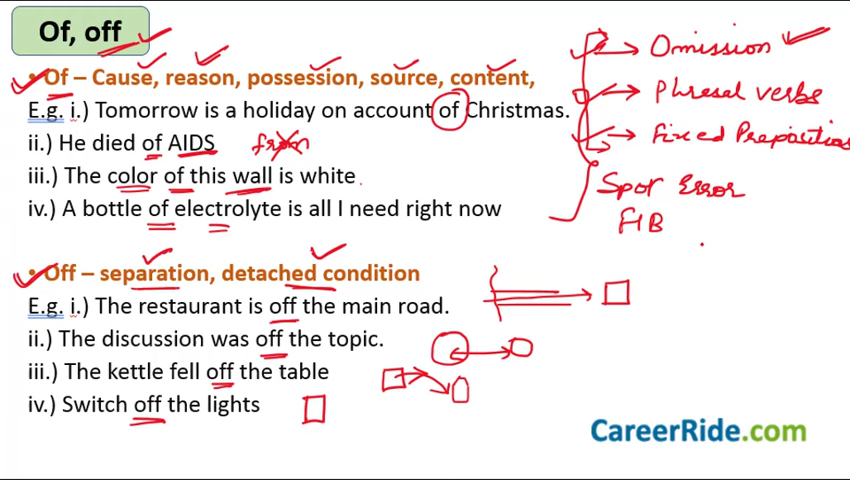 Of, off
• Of – Cause, reason, possession, source, content,
E.g. i.) Tomorrow is a holiday on account of Christmas.
ii.) He died of AIDS from
iii.) The color of this wall is white
iv.) A bottle of electrolyte is all I need right now
Omission
Phrasal verbs
Fixed Prepositions
Spot Error
FIB
• Off – separation, detached condition
E.g. i.) The restaurant is off the main road.
ii.) The discussion was off the topic.
iii.) The kettle fell off the table
iv.) Switch off the lights
CareerRide.com